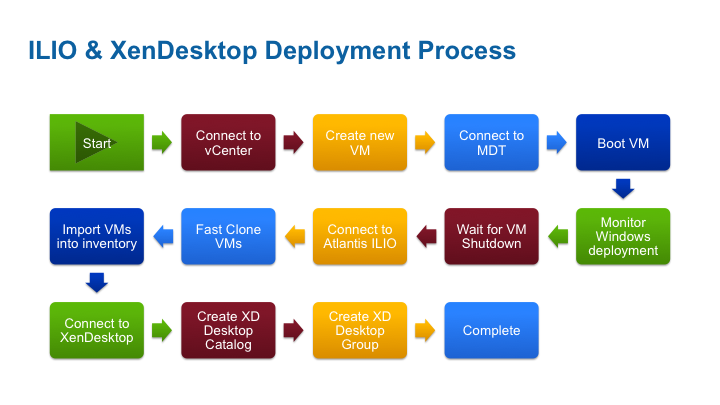 ILIO & XenDesktop Deployment Process
Start
Connect to
vCenter
Create new
VM
Connect to
MDT
Boot VM
Monitor
Windows
deployment
Wait for VM
Shutdown
Connect to
Atlantis ILIO
Fast Clone
VMs
Import VMs
into inventory
Connect to
XenDesktop
Create XD
Desktop
Catalog
Create XD
Desktop
Group
Complete